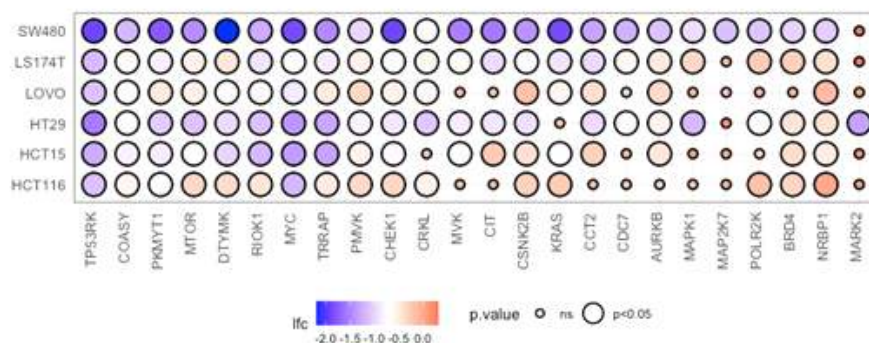 SW480
LS174T
LOVO
HT29
HCT15
HCT116
TP53RK COASY PKMYT1 MTOR DTYMK RIOK1 MYC TRRAP PMVK CHEK1 CRKL MVK CIT CSNK2B KRAS CCT2 CDC7 AURKB MAPK1 MAP2K7 POLR2K BRD4 NRBP1 MARK2
lfc
-2.0 -1.5 -1.0 -0.5 0.0
p.value ns p<0.05